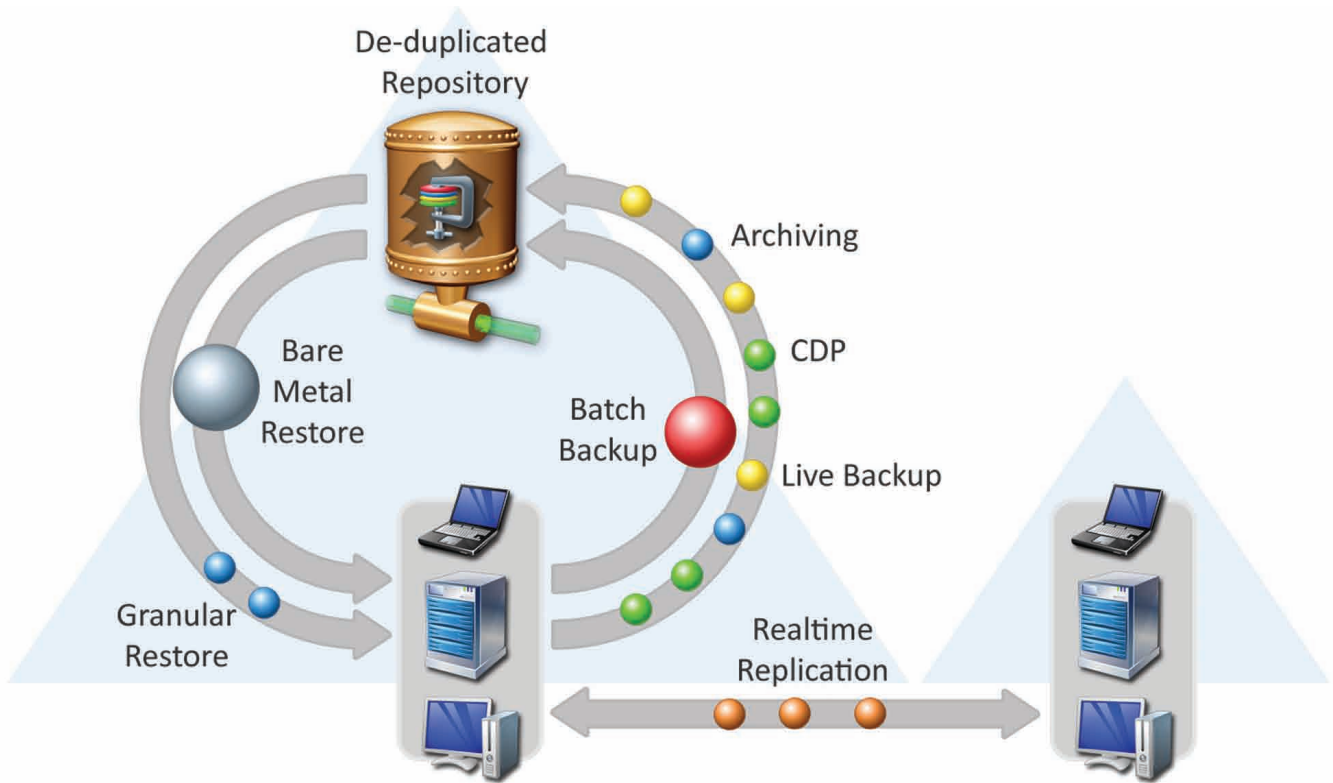 De-duplicated
Repository
Archiving
CDP
Bare
Metal
Restore
Batch
Backup
Live Backup
Granular
Restore
Realtime
Replication